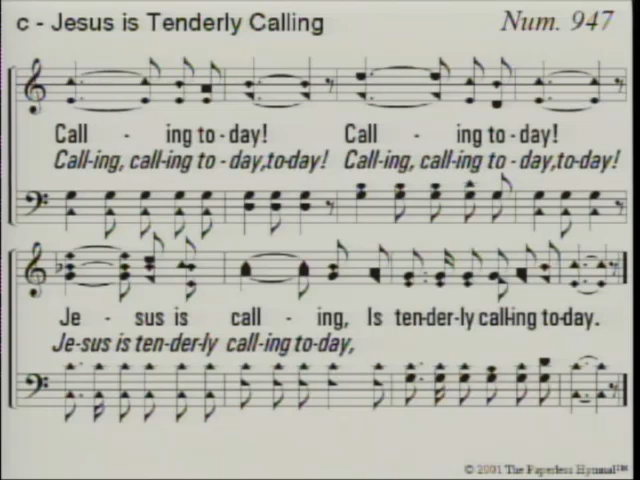 c - Jesus is Tenderly Calling
Num. 947
Call - ing to - day! Call - ing to - day!
Call-ing, call-ing to - day,to-day! Call-ing, call-ing to - day,to-day!
Je - sus is call - ing, Is ten-der-ly calling to-day.
Je-sus is ten-der-ly call-ing to-day,
© 2001 The Paperless Hymnal™